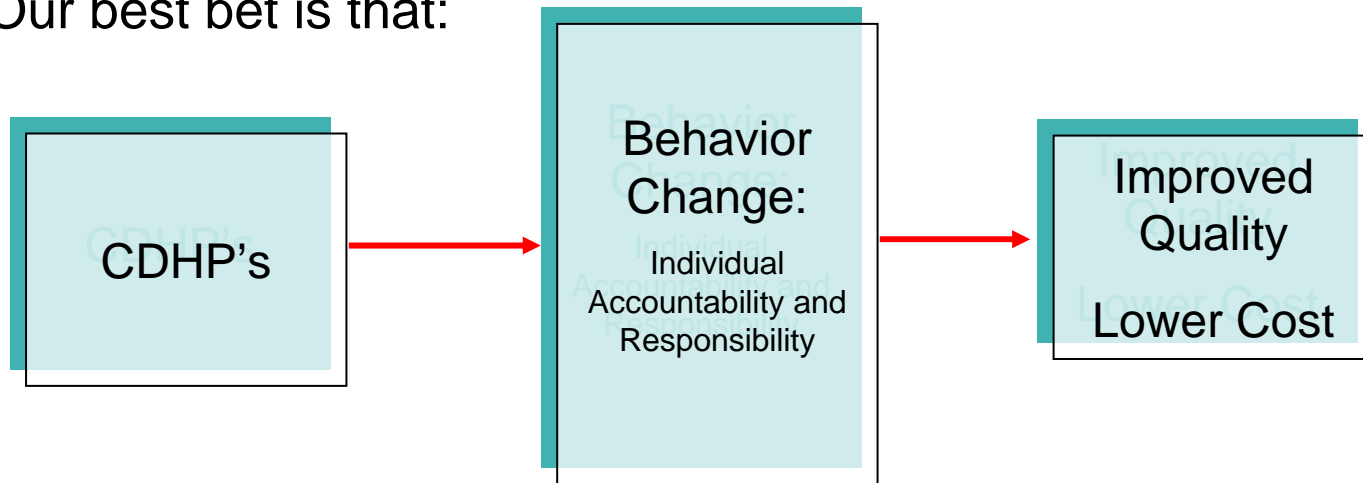 Our best bet is that:
CDHP's
Behavior
Change:
Individual
Accountability and
Responsibility
Improved
Quality
Lower Cost